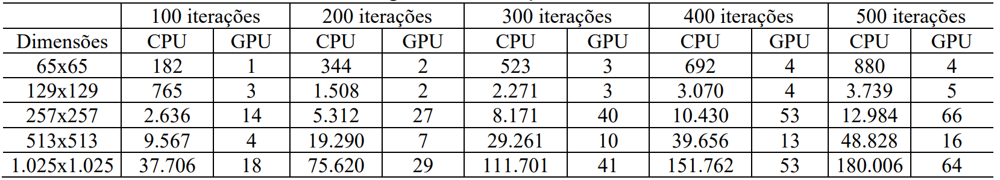 100 iterações 200 iterações 300 iterações 400 iterações 500 iterações
Dimensões CPU GPU CPU GPU CPU GPU CPU GPU CPU GPU
65x65 182 1 344 2 523 3 692 4 880 4
129x129 765 3 1.508 2 2.271 3 3.070 4 3.739 5
257x257 2.636 14 5.312 27 8.171 40 10.430 53 12.984 66
513x513 9.567 4 19.290 7 29.261 10 39.656 13 48.828 16
1.025x1.025 37.706 18 75.620 29 111.701 41 151.762 53 180.006 64